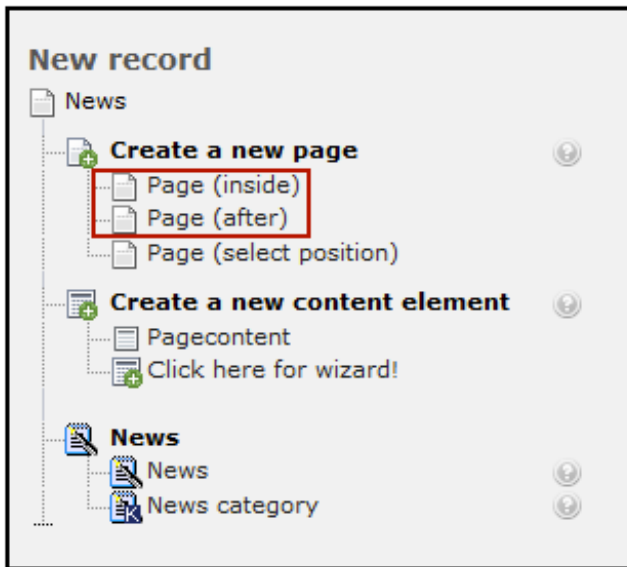 New record
News
Create a new page
Page (inside)
Page (after)
Page (select position)
Create a new content element
Pagecontent
Click here for wizard!
News
News
News category